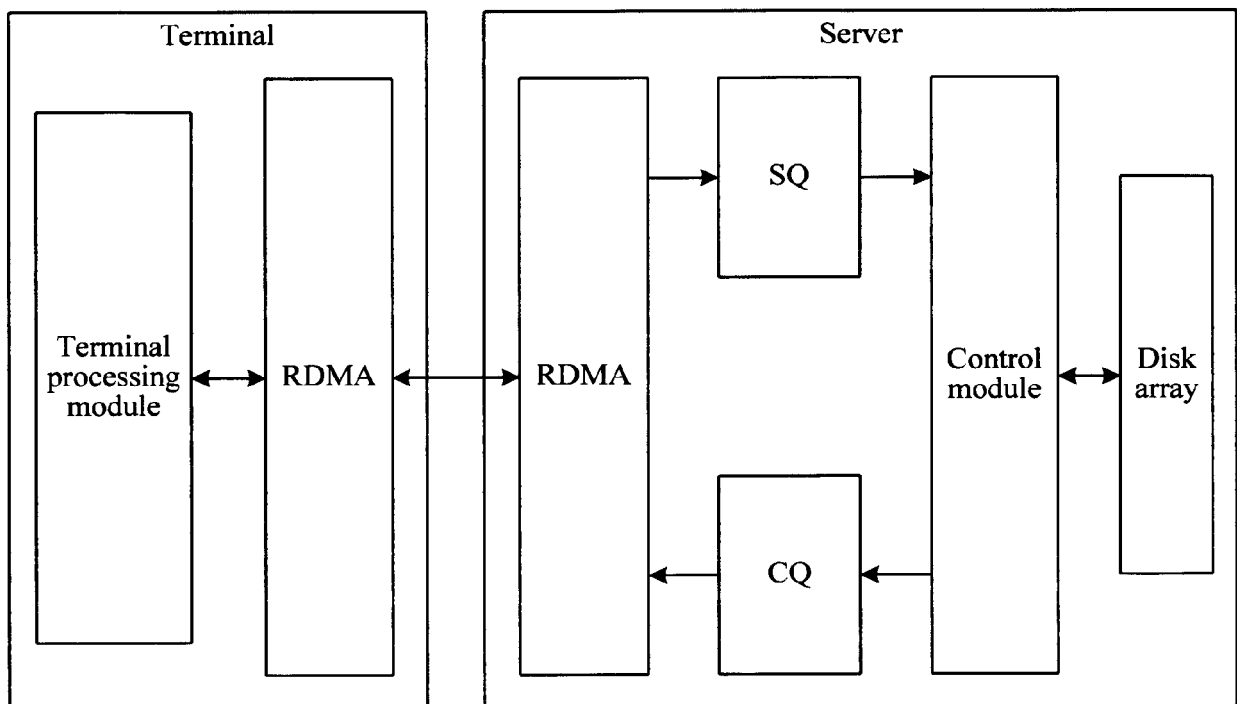 Terminal
Server
Terminal
processing
module
RDMA
RDMA
SQ
CQ
Control
module
Disk
array